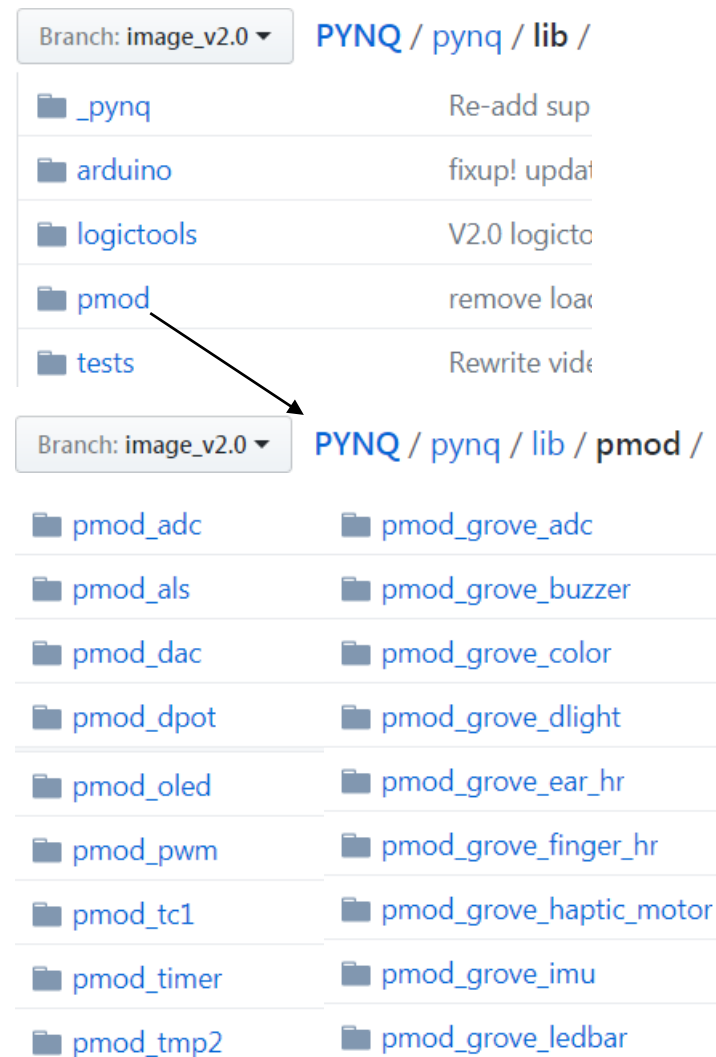 Branch: image_v2.0 PYNQ / pynq / lib /
_pynq Re-add sup
arduino fixup! updat
logictools V2.0 logicto
pmod remove load
tests Rewrite vide
Branch: image_v2.0 PYNQ / pynq / lib / pmod /
pmod_adc pmod_grove_adc
pmod_als pmod_grove_buzzer
pmod_dac pmod_grove_color
pmod_dpot pmod_grove_dlight
pmod_oled pmod_grove_ear_hr
pmod_pwm pmod_grove_finger_hr
pmod_tc1 pmod_grove_haptic_motor
pmod_timer pmod_grove_imu
pmod_tmp2 pmod_grove_ledbar